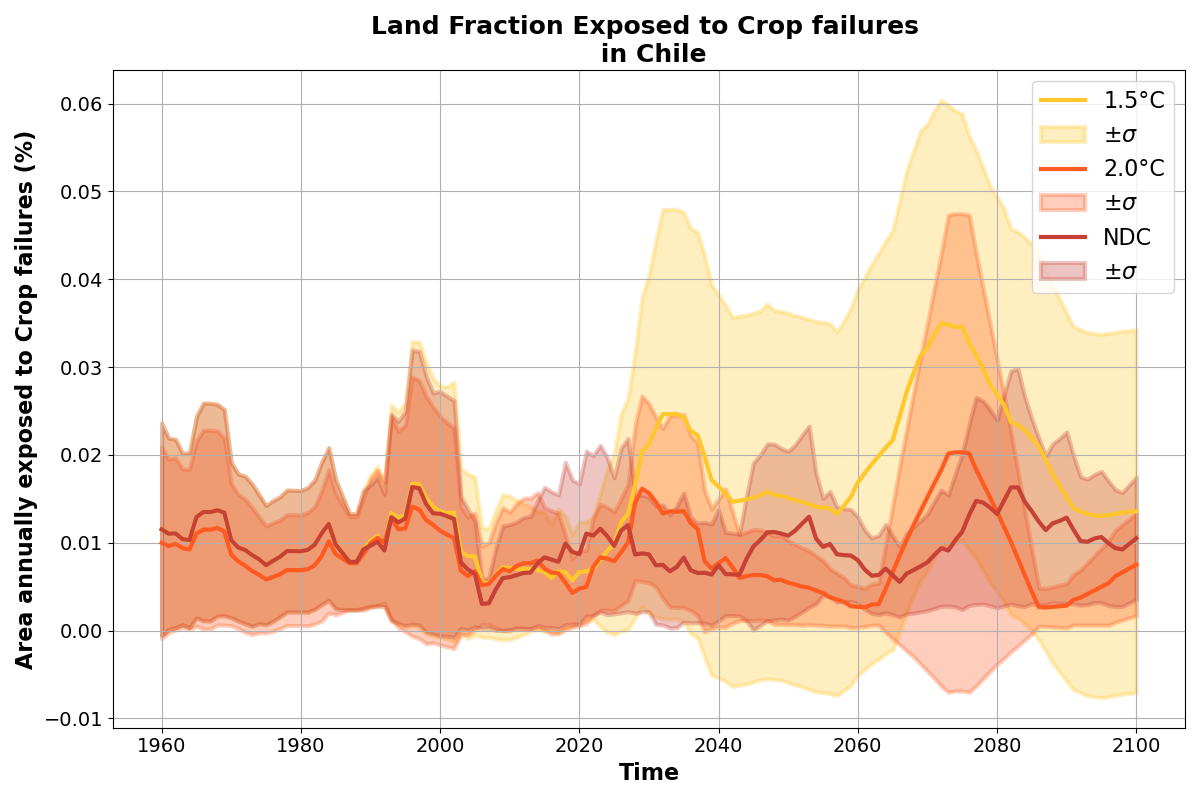 Land Fraction Exposed to Crop failures
in Chile
Area annually exposed to Crop failures (%)
0.06
0.05
0.04
0.03
0.02
0.01
0.00
−0.01
1960
1980
2000
2020
2040
2060
2080
2100
Time
1.5°C
±σ
2.0°C
±σ
NDC
±σ